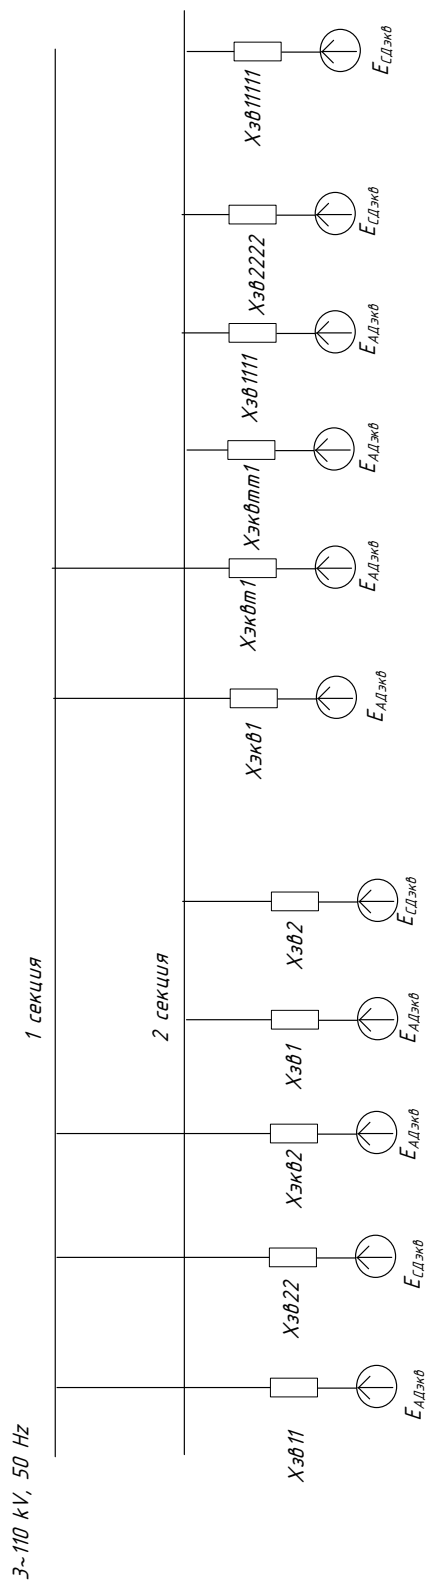 3~110 kV, 50 Hz
1 секция
2 секция
Xэв11
Xэв22
Xэкв2
Xэв1
Xэв2
Xэкв1
Xэквт1
Xэквтт1
Xэв1111
Xэв2222
Xэв11111
EАДэкв
EСДэкв
EАДэкв
EАДэкв
EСДэкв
EАДэкв
EАДэкв
EАДэкв
EАДэкв
EСДэкв
EСДэкв